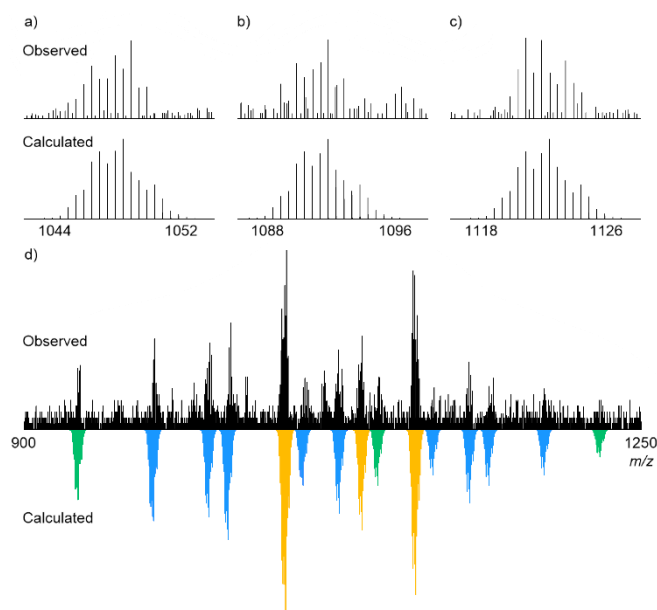 a) b) c)
Observed
Calculated
1044 1052 1088 1096 1118 1126
d)
Observed
900 1250
m/z
Calculated